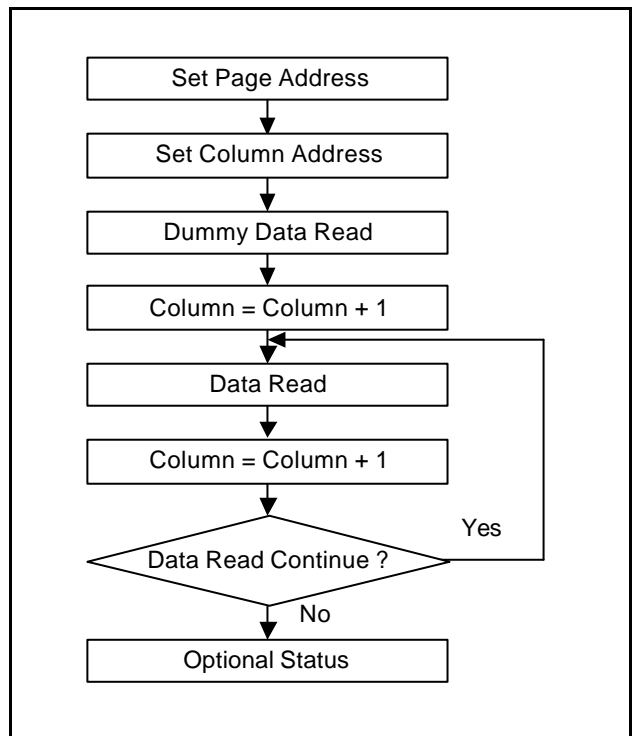 Set Page Address
Set Column Address
Dummy Data Read
Column = Column + 1
Data Read
Column = Column + 1
Data Read Continue ?
Yes
No
Optional Status